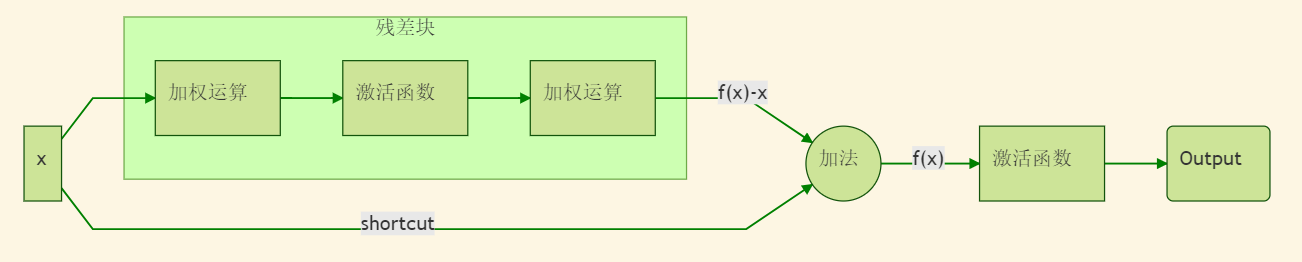 残差块
x
加权运算
激活函数
加权运算
f(x)-x
shortcut
加法
f(x)
激活函数
Output